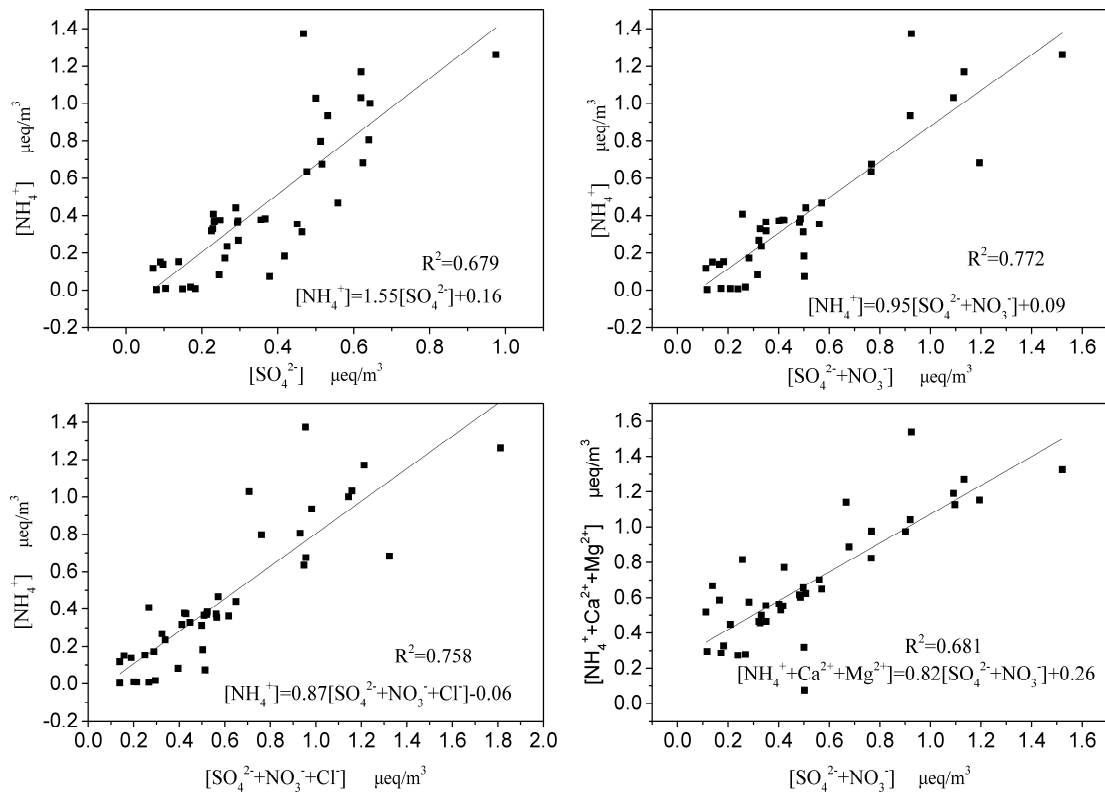 1.4
1.2
1.0
0.8
0.6
0.4
0.2
0.0
-0.2
[NH₄⁺] μeq/m³
R²=0.679
[NH₄⁺]=1.55[SO₄²⁻]+0.16
0.0 0.2 0.4 0.6 0.8 1.0
[SO₄²⁻] μeq/m³
1.4
1.2
1.0
0.8
0.6
0.4
0.2
0.0
-0.2
[NH₄⁺] μeq/m³
R²=0.772
[NH₄⁺]=0.95[SO₄²⁻+NO₃⁻]+0.09
0.0 0.2 0.4 0.6 0.8 1.0 1.2 1.4 1.6
[SO₄²⁻+NO₃⁻] μeq/m³
1.4
1.2
1.0
0.8
0.6
0.4
0.2
0.0
-0.2
[NH₄⁺] μeq/m³
R²=0.758
[NH₄⁺]=0.87[SO₄²⁻+NO₃⁻+Cl⁻]-0.06
0.0 0.2 0.4 0.6 0.8 1.0 1.2 1.4 1.6 1.8 2.0
[SO₄²⁻+NO₃⁻+Cl⁻] μeq/m³
1.6
1.4
1.2
1.0
0.8
0.6
0.4
0.2
0.0
[NH₄⁺+Ca²⁺+Mg²⁺] μeq/m³
R²=0.681
[NH₄⁺+Ca²⁺+Mg²⁺]=0.82[SO₄²⁻+NO₃⁻]+0.26
0.0 0.2 0.4 0.6 0.8 1.0 1.2 1.4 1.6
[SO₄²⁻+NO₃⁻] μeq/m³